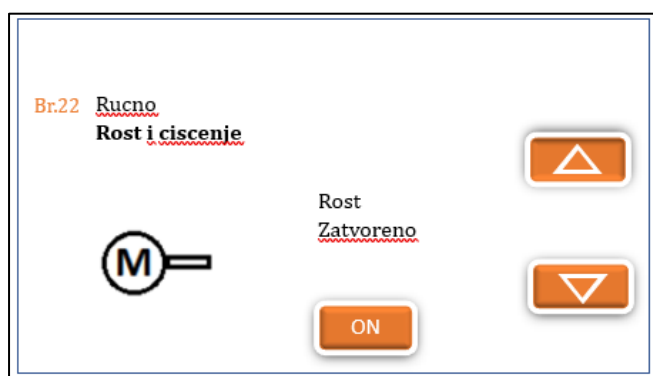 Br.22 Rucno
Rost i ciscenje
Rost
Zatvoreno
M
ON